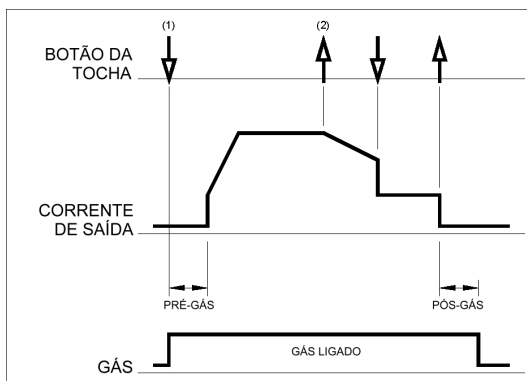 (1)
(2)
BOTÃO DA
TOCHA
CORRENTE
DE SAÍDA
PRÉ-GÁS
PÓS-GÁS
GÁS LIGADO
GÁS